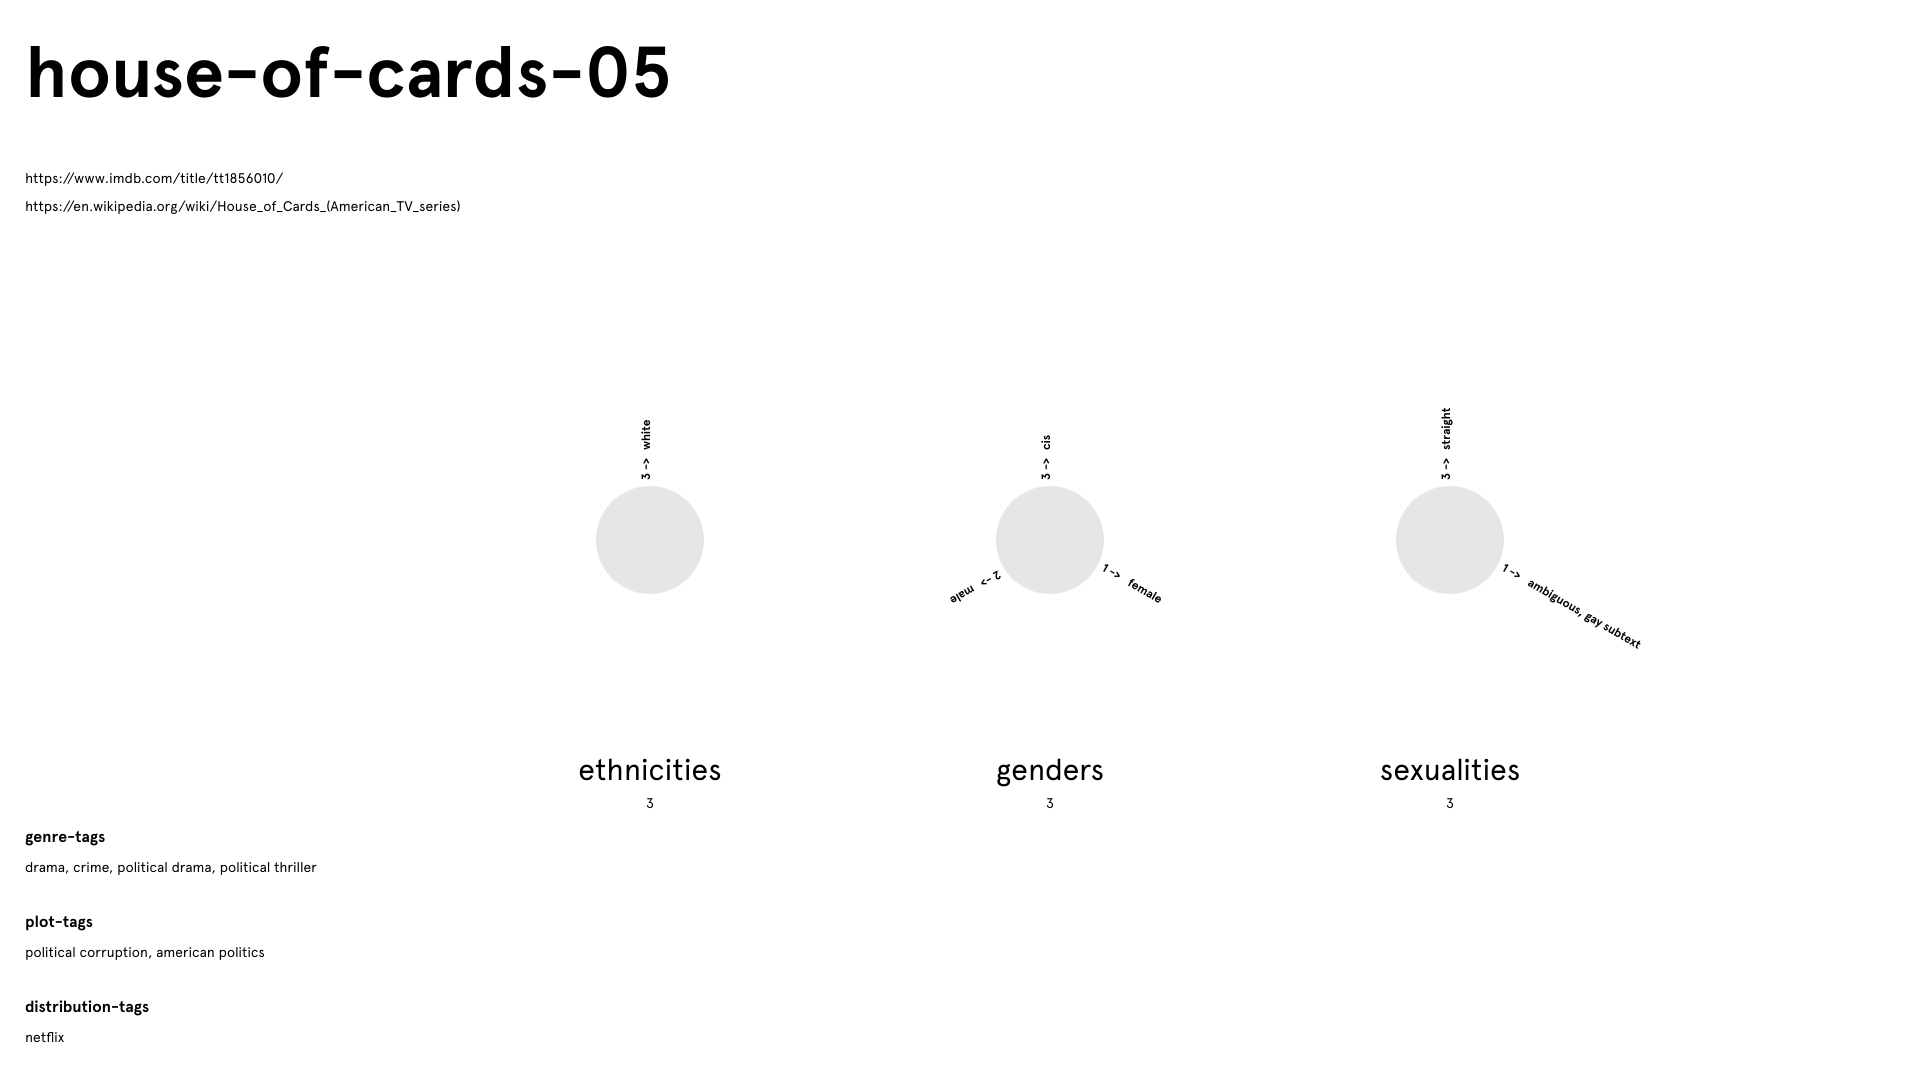 house-of-cards-05
https://www.imdb.com/title/tt1856010/
https://en.wikipedia.org/wiki/House_of_Cards_(American_TV_series)
3 -> white
3 -> cis
1 -> female
2 -> male
3 -> straight
1 -> ambiguous, gay subtext
ethnicities
3
genders
3
sexualities
3
genre-tags
drama, crime, political drama, political thriller
plot-tags
political corruption, american politics
distribution-tags
netflix